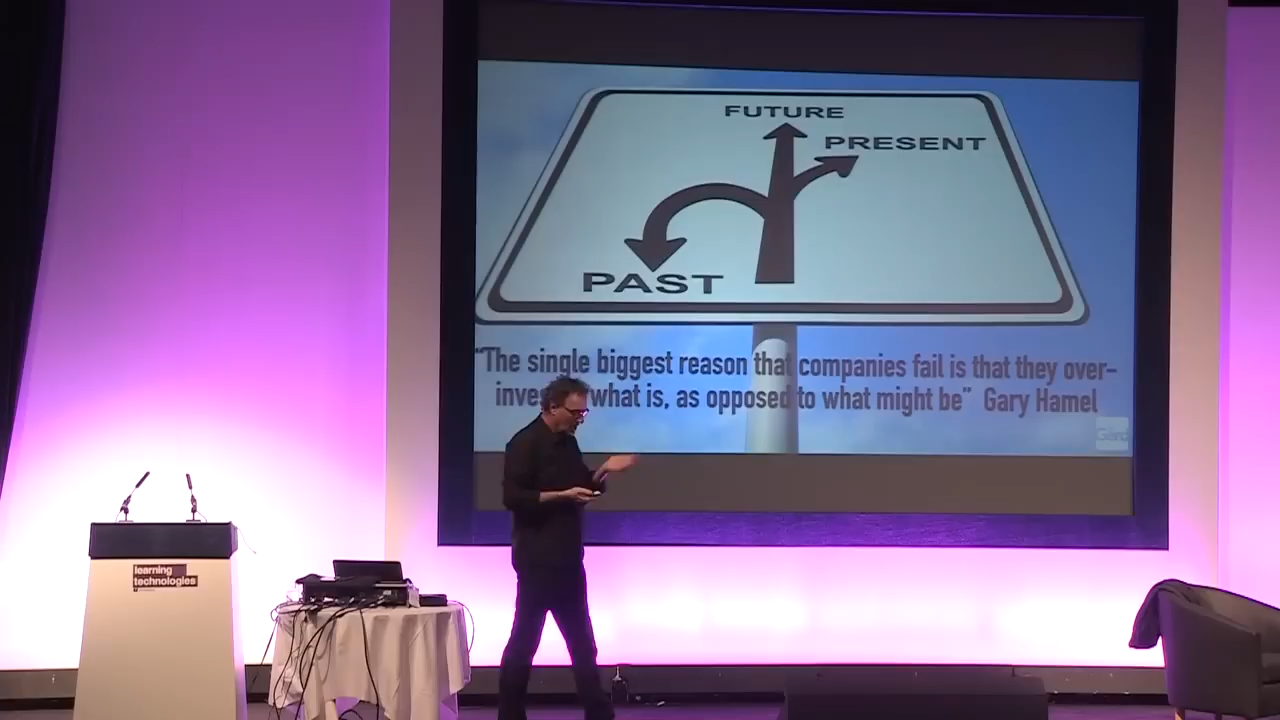 FUTURE
PRESENT
PAST
"The single biggest reason that companies fail is that they over-
what is, as opposed to what might be" Gary Hamel
learning
technologies